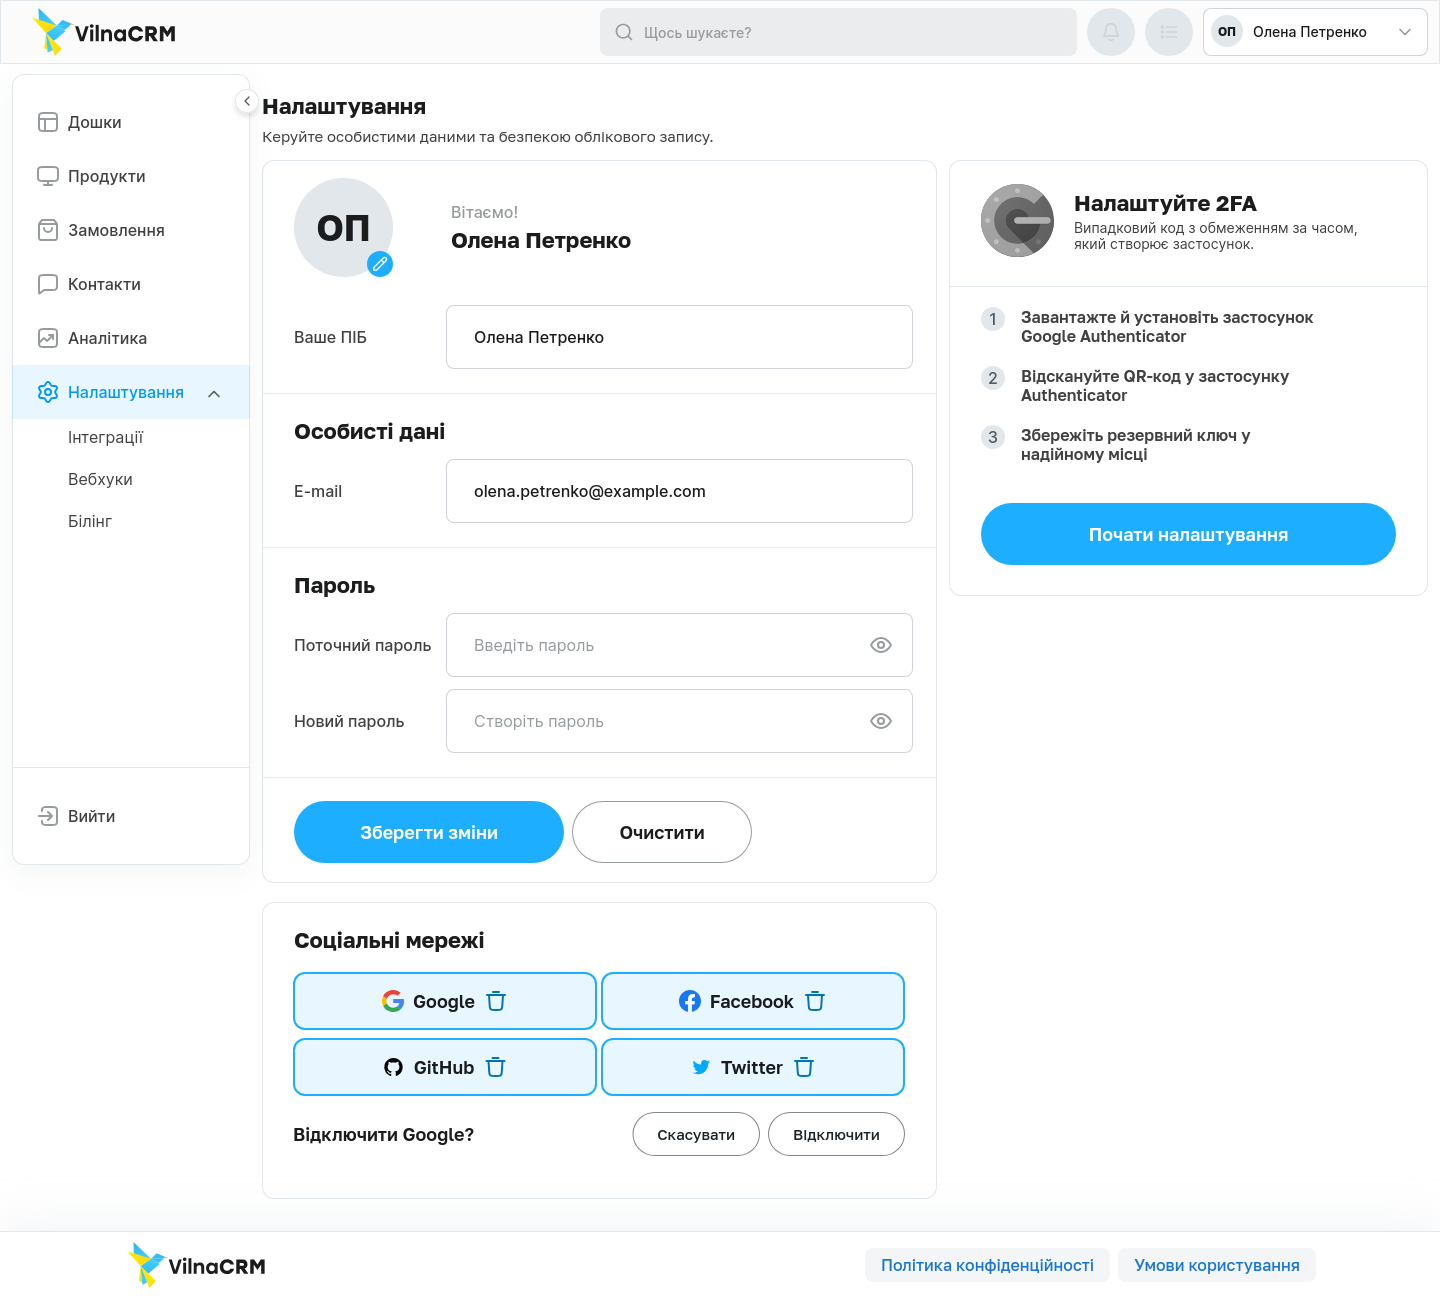 VilnaCRM
Щось шукаєте?
ОП
Олена Петренко
Дошки
Продукти
Замовлення
Контакти
Аналітика
Налаштування
Інтеграції
Вебхуки
Білінг
Вийти
Налаштування
Керуйте особистими даними та безпекою облікового запису.
ОП
Вітаємо!
Олена Петренко
Ваше ПІБ
Олена Петренко
Особисті дані
E-mail
olena.petrenko@example.com
Пароль
Поточний пароль
Введіть пароль
Новий пароль
Створіть пароль
Зберегти зміни
Очистити
Налаштуйте 2FA
Випадковий код з обмеженням за часом,
який створює застосунок.
1
Завантажте й установіть застосунок
Google Authenticator
2
Відскануйте QR-код у застосунку
Authenticator
3
Збережіть резервний ключ у
надійному місці
Почати налаштування
Соціальні мережі
Google
Facebook
GitHub
Twitter
Відключити Google?
Скасувати
Відключити
VilnaCRM
Політика конфіденційності
Умови користування